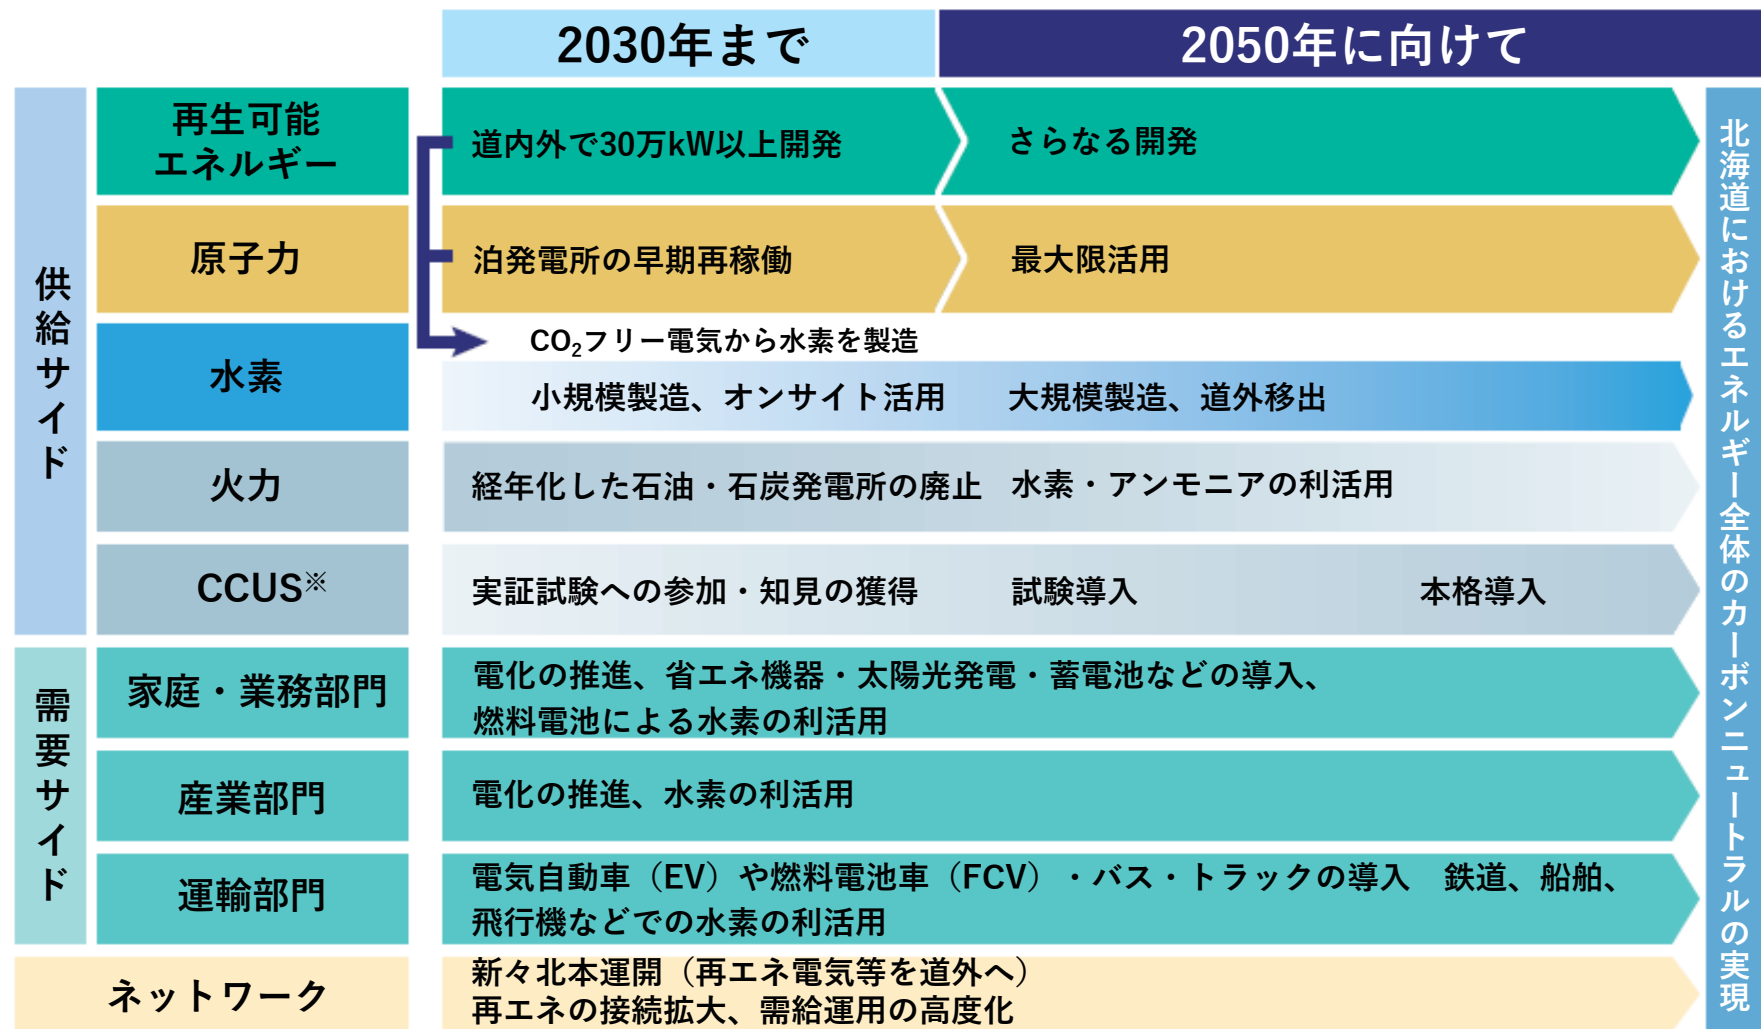 2030年まで
2050年に向けて
供給サイド
再生可能
エネルギー
道内外で30万kW以上開発
さらなる開発
原子力
泊発電所の早期再稼働
最大限活用
水素
CO₂フリー電気から水素を製造
小規模製造、オンサイト活用
大規模製造、道外移出
火力
経年化した石油・石炭発電所の廃止
水素・アンモニアの利活用
CCUS※
実証試験への参加・知見の獲得
試験導入
本格導入
需要サイド
家庭・業務部門
電化の推進、省エネ機器・太陽光発電・蓄電池などの導入、
燃料電池による水素の利活用
産業部門
電化の推進、水素の利活用
運輸部門
電気自動車（EV）や燃料電池車（FCV）・バス・トラックの導入　鉄道、船舶、
飛行機などでの水素の利活用
ネットワーク
新々北本運開（再エネ電気等を道外へ）
再エネの接続拡大、需給運用の高度化
北海道におけるエネルギー全体のカーボンニュートラルの実現